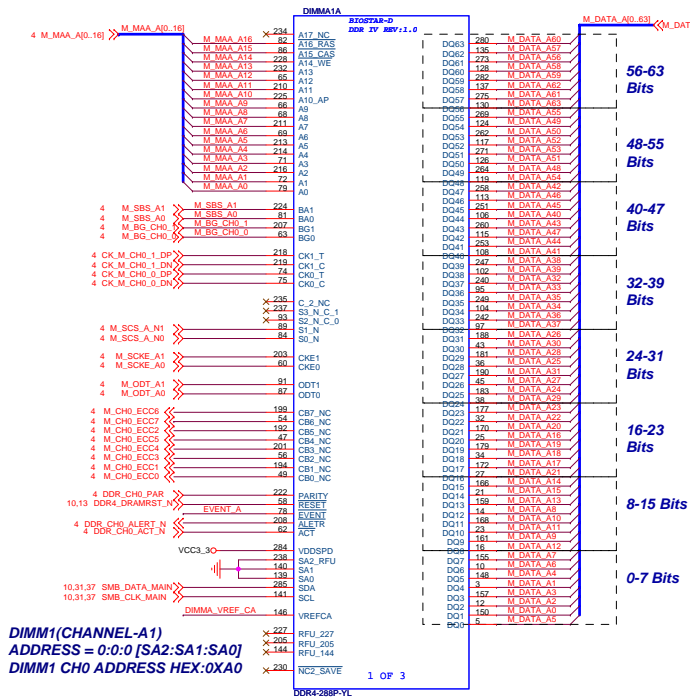 DIMMA1A
BIOSTAR-D
DDR IV REV:1.0
4 M_MAA_A[0..16]
M_MAA_A[0..16]
234 A17_NC
M_MAA_A16 82 A16_RAS
M_MAA_A15 86 A15_CAS
M_MAA_A14 228 A14_WE
M_MAA_A13 232 A13
M_MAA_A12 65 A12
M_MAA_A11 210 A11
M_MAA_A10 225 A10_AP
M_MAA_A9 66 A9
M_MAA_A8 68 A8
M_MAA_A7 211 A7
M_MAA_A6 69 A6
M_MAA_A5 213 A5
M_MAA_A4 214 A4
M_MAA_A3 71 A3
M_MAA_A2 216 A2
M_MAA_A1 72 A1
M_MAA_A0 79 A0
4 M_SBS_A1 M_SBS_A1 224 BA1
4 M_SBS_A0 M_SBS_A0 81 BA0
4 M_BG_CH0_1 M_BG_CH0_1 207 BG1
4 M_BG_CH0_0 M_BG_CH0_0 63 BG0
4 CK_M_CH0_1_DP 218 CK1_T
4 CK_M_CH0_1_DN 219 CK1_C
4 CK_M_CH0_0_DP 74 CK0_T
4 CK_M_CH0_0_DN 75 CK0_C
235 C_2_NC
237 S3_N_C_1
93 S2_N_C_0
4 M_SCS_A_N1 89 S1_N
4 M_SCS_A_N0 84 S0_N
4 M_SCKE_A1 203 CKE1
4 M_SCKE_A0 60 CKE0
4 M_ODT_A1 91 ODT1
4 M_ODT_A0 87 ODT0
4 M_CH0_ECC6 199 CB7_NC
4 M_CH0_ECC7 54 CB6_NC
4 M_CH0_ECC2 192 CB5_NC
4 M_CH0_ECC5 47 CB4_NC
4 M_CH0_ECC4 201 CB3_NC
4 M_CH0_ECC3 56 CB2_NC
4 M_CH0_ECC1 194 CB1_NC
4 M_CH0_ECC0 49 CB0_NC
4 DDR_CH0_PAR 222 PARITY
10,13 DDR4_DRAMRST_N 58 RESET
EVENT_A 78 EVENT
4 DDR_CH0_ALERT_N 208 ALETR
4 DDR_CH0_ACT_N 62 ACT
VCC3_3 284 VDDSPD
238 SA2_RFU
140 SA1
139 SA0
10,31,37 SMB_DATA_MAIN 285 SDA
10,31,37 SMB_CLK_MAIN 141 SCL
DIMMA_VREF_CA 146 VREFCA
227 RFU_227
205 RFU_205
144 RFU_144
230 NC2_SAVE
M_DATA_A[0..63]
M_DAT
DQ63 280 M_DATA_A60
DQ62 135 M_DATA_A57
DQ61 273 M_DATA_A56
DQ60 128 M_DATA_A58
DQ59 282 M_DATA_A59
DQ58 137 M_DATA_A62
DQ57 275 M_DATA_A61
DQ56 130 M_DATA_A63
56-63
Bits
DQ55 269 M_DATA_A55
DQ54 124 M_DATA_A49
DQ53 262 M_DATA_A50
DQ52 117 M_DATA_A52
DQ51 271 M_DATA_A53
DQ50 126 M_DATA_A51
DQ49 264 M_DATA_A48
DQ48 119 M_DATA_A54
48-55
Bits
DQ47 258 M_DATA_A42
DQ46 113 M_DATA_A46
DQ45 251 M_DATA_A45
DQ44 106 M_DATA_A40
DQ43 260 M_DATA_A43
DQ42 115 M_DATA_A47
DQ41 253 M_DATA_A44
DQ40 108 M_DATA_A41
40-47
Bits
DQ39 247 M_DATA_A38
DQ38 102 M_DATA_A39
DQ37 240 M_DATA_A32
DQ36 95 M_DATA_A33
DQ35 249 M_DATA_A35
DQ34 104 M_DATA_A34
DQ33 242 M_DATA_A36
DQ32 97 M_DATA_A37
32-39
Bits
DQ31 188 M_DATA_A26
DQ30 43 M_DATA_A30
DQ29 181 M_DATA_A28
DQ28 36 M_DATA_A25
DQ27 190 M_DATA_A31
DQ26 45 M_DATA_A27
DQ25 183 M_DATA_A24
DQ24 38 M_DATA_A29
24-31
Bits
DQ23 177 M_DATA_A23
DQ22 32 M_DATA_A22
DQ21 170 M_DATA_A20
DQ20 25 M_DATA_A16
DQ19 179 M_DATA_A19
DQ18 34 M_DATA_A18
DQ17 172 M_DATA_A17
DQ16 27 M_DATA_A21
16-23
Bits
DQ15 166 M_DATA_A14
DQ14 21 M_DATA_A15
DQ13 159 M_DATA_A13
DQ12 14 M_DATA_A8
DQ11 168 M_DATA_A10
DQ10 23 M_DATA_A11
DQ9 161 M_DATA_A9
DQ8 16 M_DATA_A12
8-15 Bits
DQ7 155 M_DATA_A7
DQ6 10 M_DATA_A6
DQ5 148 M_DATA_A4
DQ4 3 M_DATA_A1
DQ3 157 M_DATA_A3
DQ2 12 M_DATA_A2
DQ1 150 M_DATA_A0
DQ0 5 M_DATA_A5
0-7 Bits
DIMM1(CHANNEL-A1)
ADDRESS = 0:0:0 [SA2:SA1:SA0]
DIMM1 CH0 ADDRESS HEX:0XA0
1 OF 3
DDR4-288P-YL